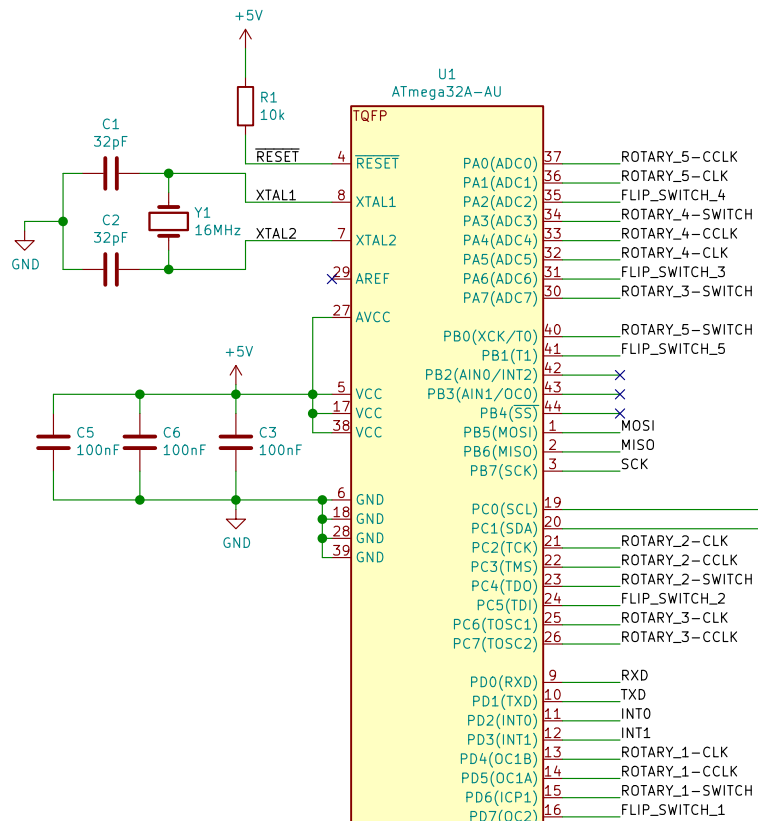 +5V
U1
ATmega32A-AU
TQFP
R1
10k
C1
32pF
RESET
4
RESET
XTAL1
8
XTAL1
Y1
16MHz
C2
32pF
XTAL2
7
XTAL2
GND
29
AREF
27
AVCC
+5V
5
VCC
17
VCC
38
VCC
C5
100nF
C6
100nF
C3
100nF
6
GND
18
GND
28
GND
39
GND
GND
PA0(ADC0) 37 ROTARY_5-CCLK
PA1(ADC1) 36 ROTARY_5-CLK
PA2(ADC2) 35 FLIP_SWITCH_4
PA3(ADC3) 34 ROTARY_4-SWITCH
PA4(ADC4) 33 ROTARY_4-CCLK
PA5(ADC5) 32 ROTARY_4-CLK
PA6(ADC6) 31 FLIP_SWITCH_3
PA7(ADC7) 30 ROTARY_3-SWITCH
PB0(XCK/T0) 40 ROTARY_5-SWITCH
PB1(T1) 41 FLIP_SWITCH_5
PB2(AIN0/INT2) 42
PB3(AIN1/OC0) 43
PB4(SS) 44
PB5(MOSI) 1 MOSI
PB6(MISO) 2 MISO
PB7(SCK) 3 SCK
PC0(SCL) 19
PC1(SDA) 20
PC2(TCK) 21 ROTARY_2-CLK
PC3(TMS) 22 ROTARY_2-CCLK
PC4(TDO) 23 ROTARY_2-SWITCH
PC5(TDI) 24 FLIP_SWITCH_2
PC6(TOSC1) 25 ROTARY_3-CLK
PC7(TOSC2) 26 ROTARY_3-CCLK
PD0(RXD) 9 RXD
PD1(TXD) 10 TXD
PD2(INT0) 11 INT0
PD3(INT1) 12 INT1
PD4(OC1B) 13 ROTARY_1-CLK
PD5(OC1A) 14 ROTARY_1-CCLK
PD6(ICP1) 15 ROTARY_1-SWITCH
PD7(OC2) 16 FLIP_SWITCH_1